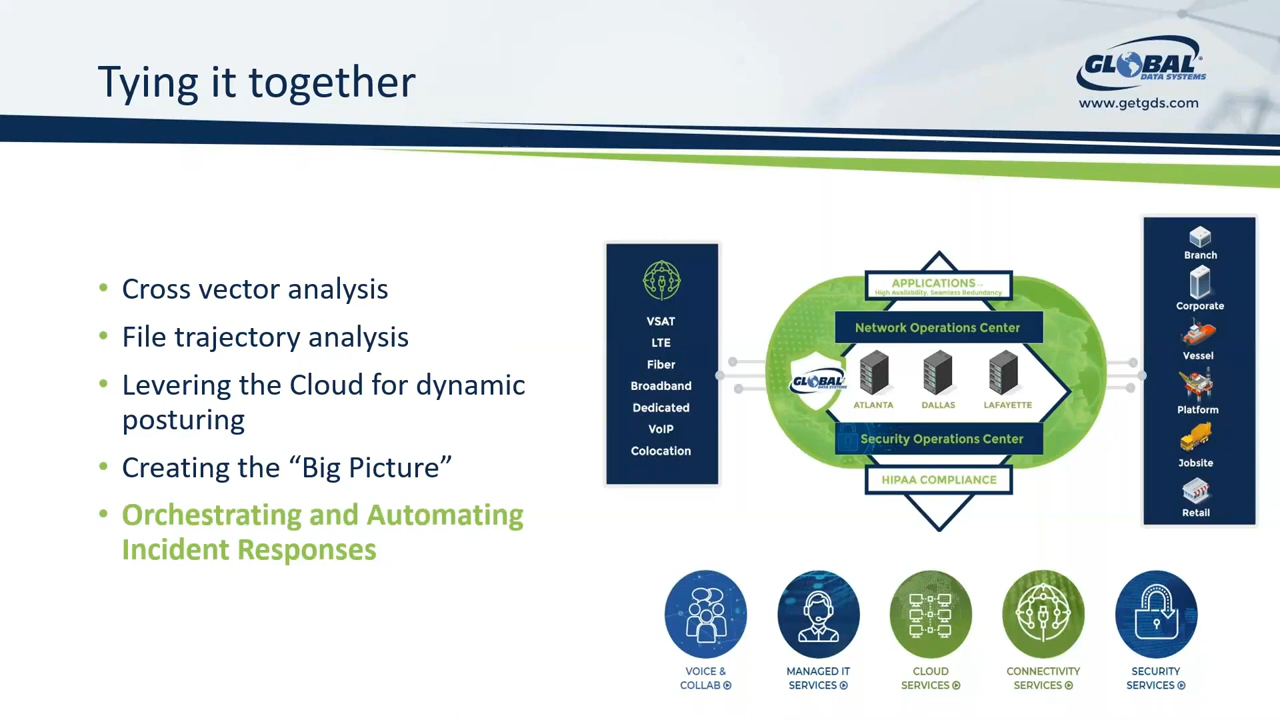 Tying it together
GLOBAL
DATA SYSTEMS
www.getgds.com
• Cross vector analysis
• File trajectory analysis
• Levering the Cloud for dynamic
posturing
• Creating the “Big Picture”
• Orchestrating and Automating
Incident Responses
VSAT
LTE
Fiber
Broadband
Dedicated
VoIP
Colocation
APPLICATIONS
High Availability, Seamless Redundancy
Network Operations Center
GLOBAL
DATA SYSTEMS
ATLANTA
DALLAS
LAFAYETTE
Security Operations Center
HIPAA COMPLIANCE
Branch
Corporate
Vessel
Platform
Jobsite
Retail
VOICE &
COLLAB
MANAGED IT
SERVICES
CLOUD
SERVICES
CONNECTIVITY
SERVICES
SECURITY
SERVICES